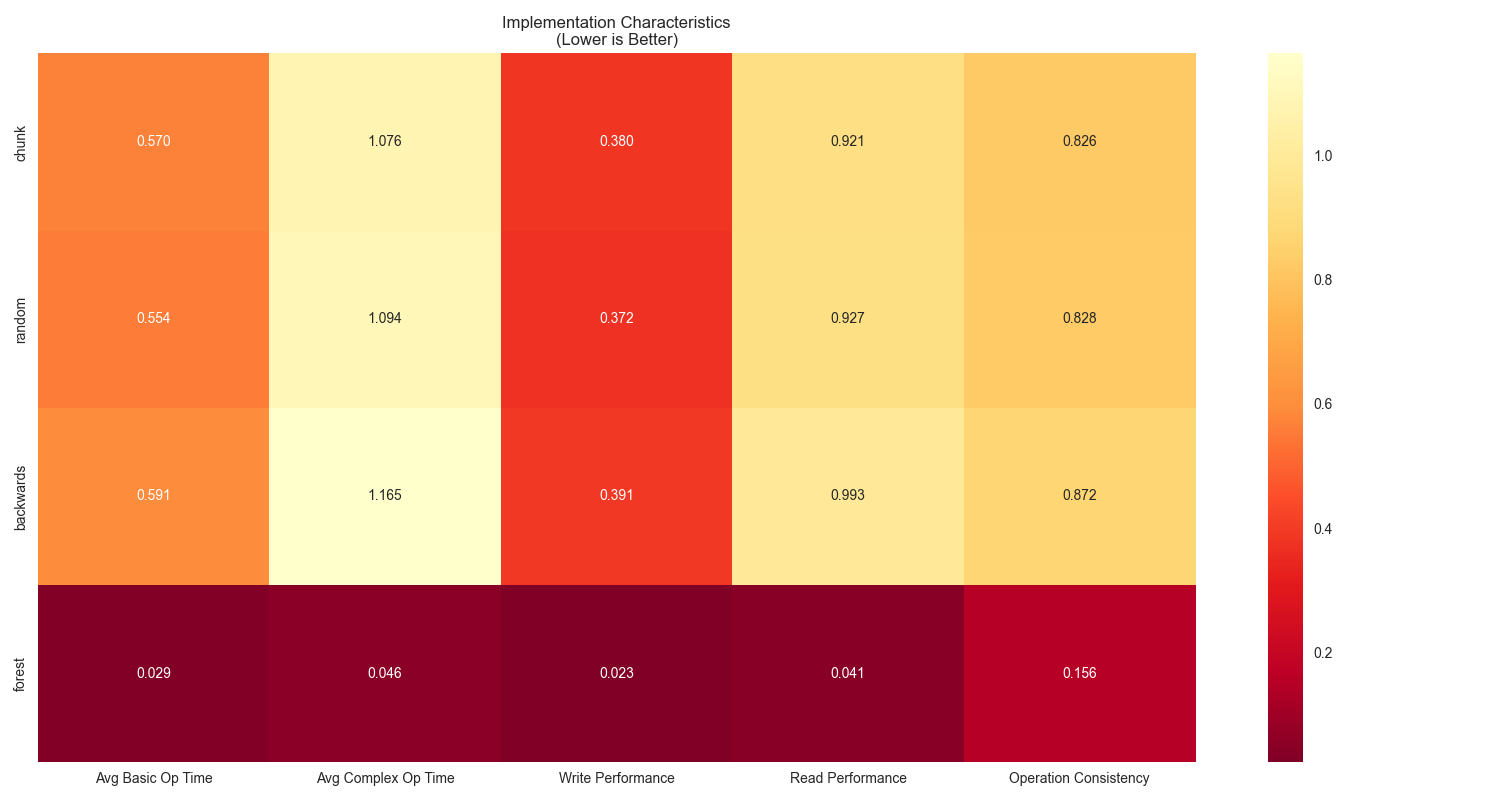 Implementation Characteristics
(Lower is Better)
chunk 0.570 1.076 0.380 0.921 0.826
random 0.554 1.094 0.372 0.927 0.828
backwards 0.591 1.165 0.391 0.993 0.872
forest 0.029 0.046 0.023 0.041 0.156
Avg Basic Op Time Avg Complex Op Time Write Performance Read Performance Operation Consistency
1.0
0.8
0.6
0.4
0.2